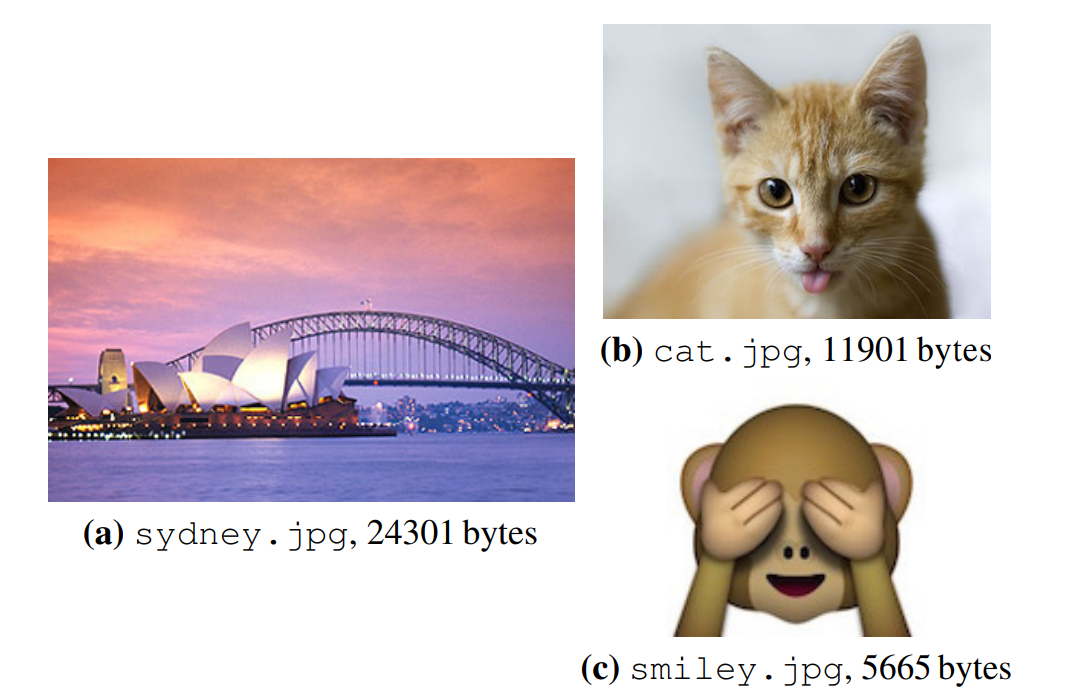 (a) sydney.jpg, 24301 bytes
(b) cat.jpg, 11901 bytes
(c) smiley.jpg, 5665 bytes